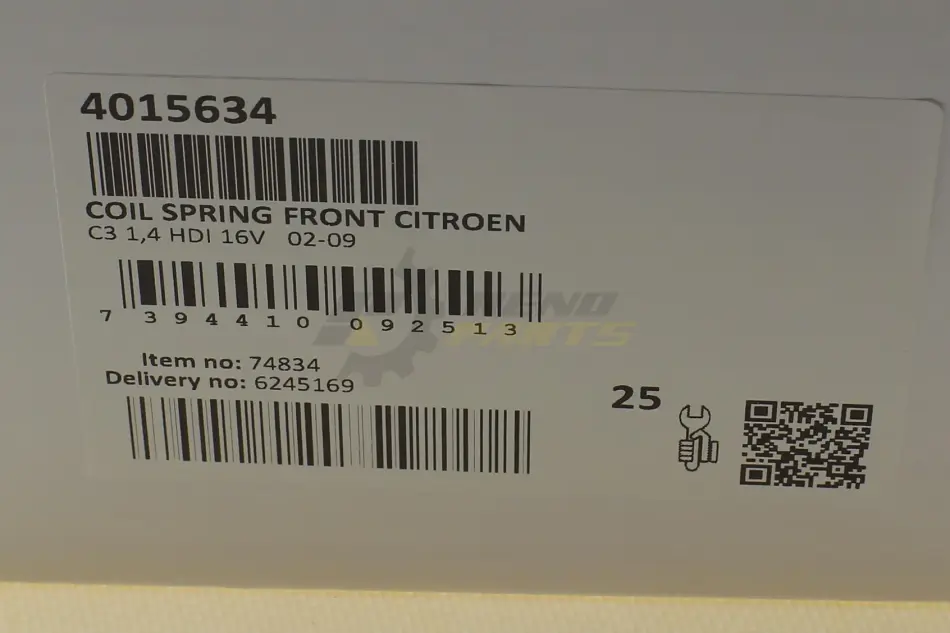 4015634
COIL SPRING FRONT CITROEN
C3 1,4 HDI 16V 02-09
7 394410 092513
Item no: 74834
Delivery no: 6245169
25
PARTS